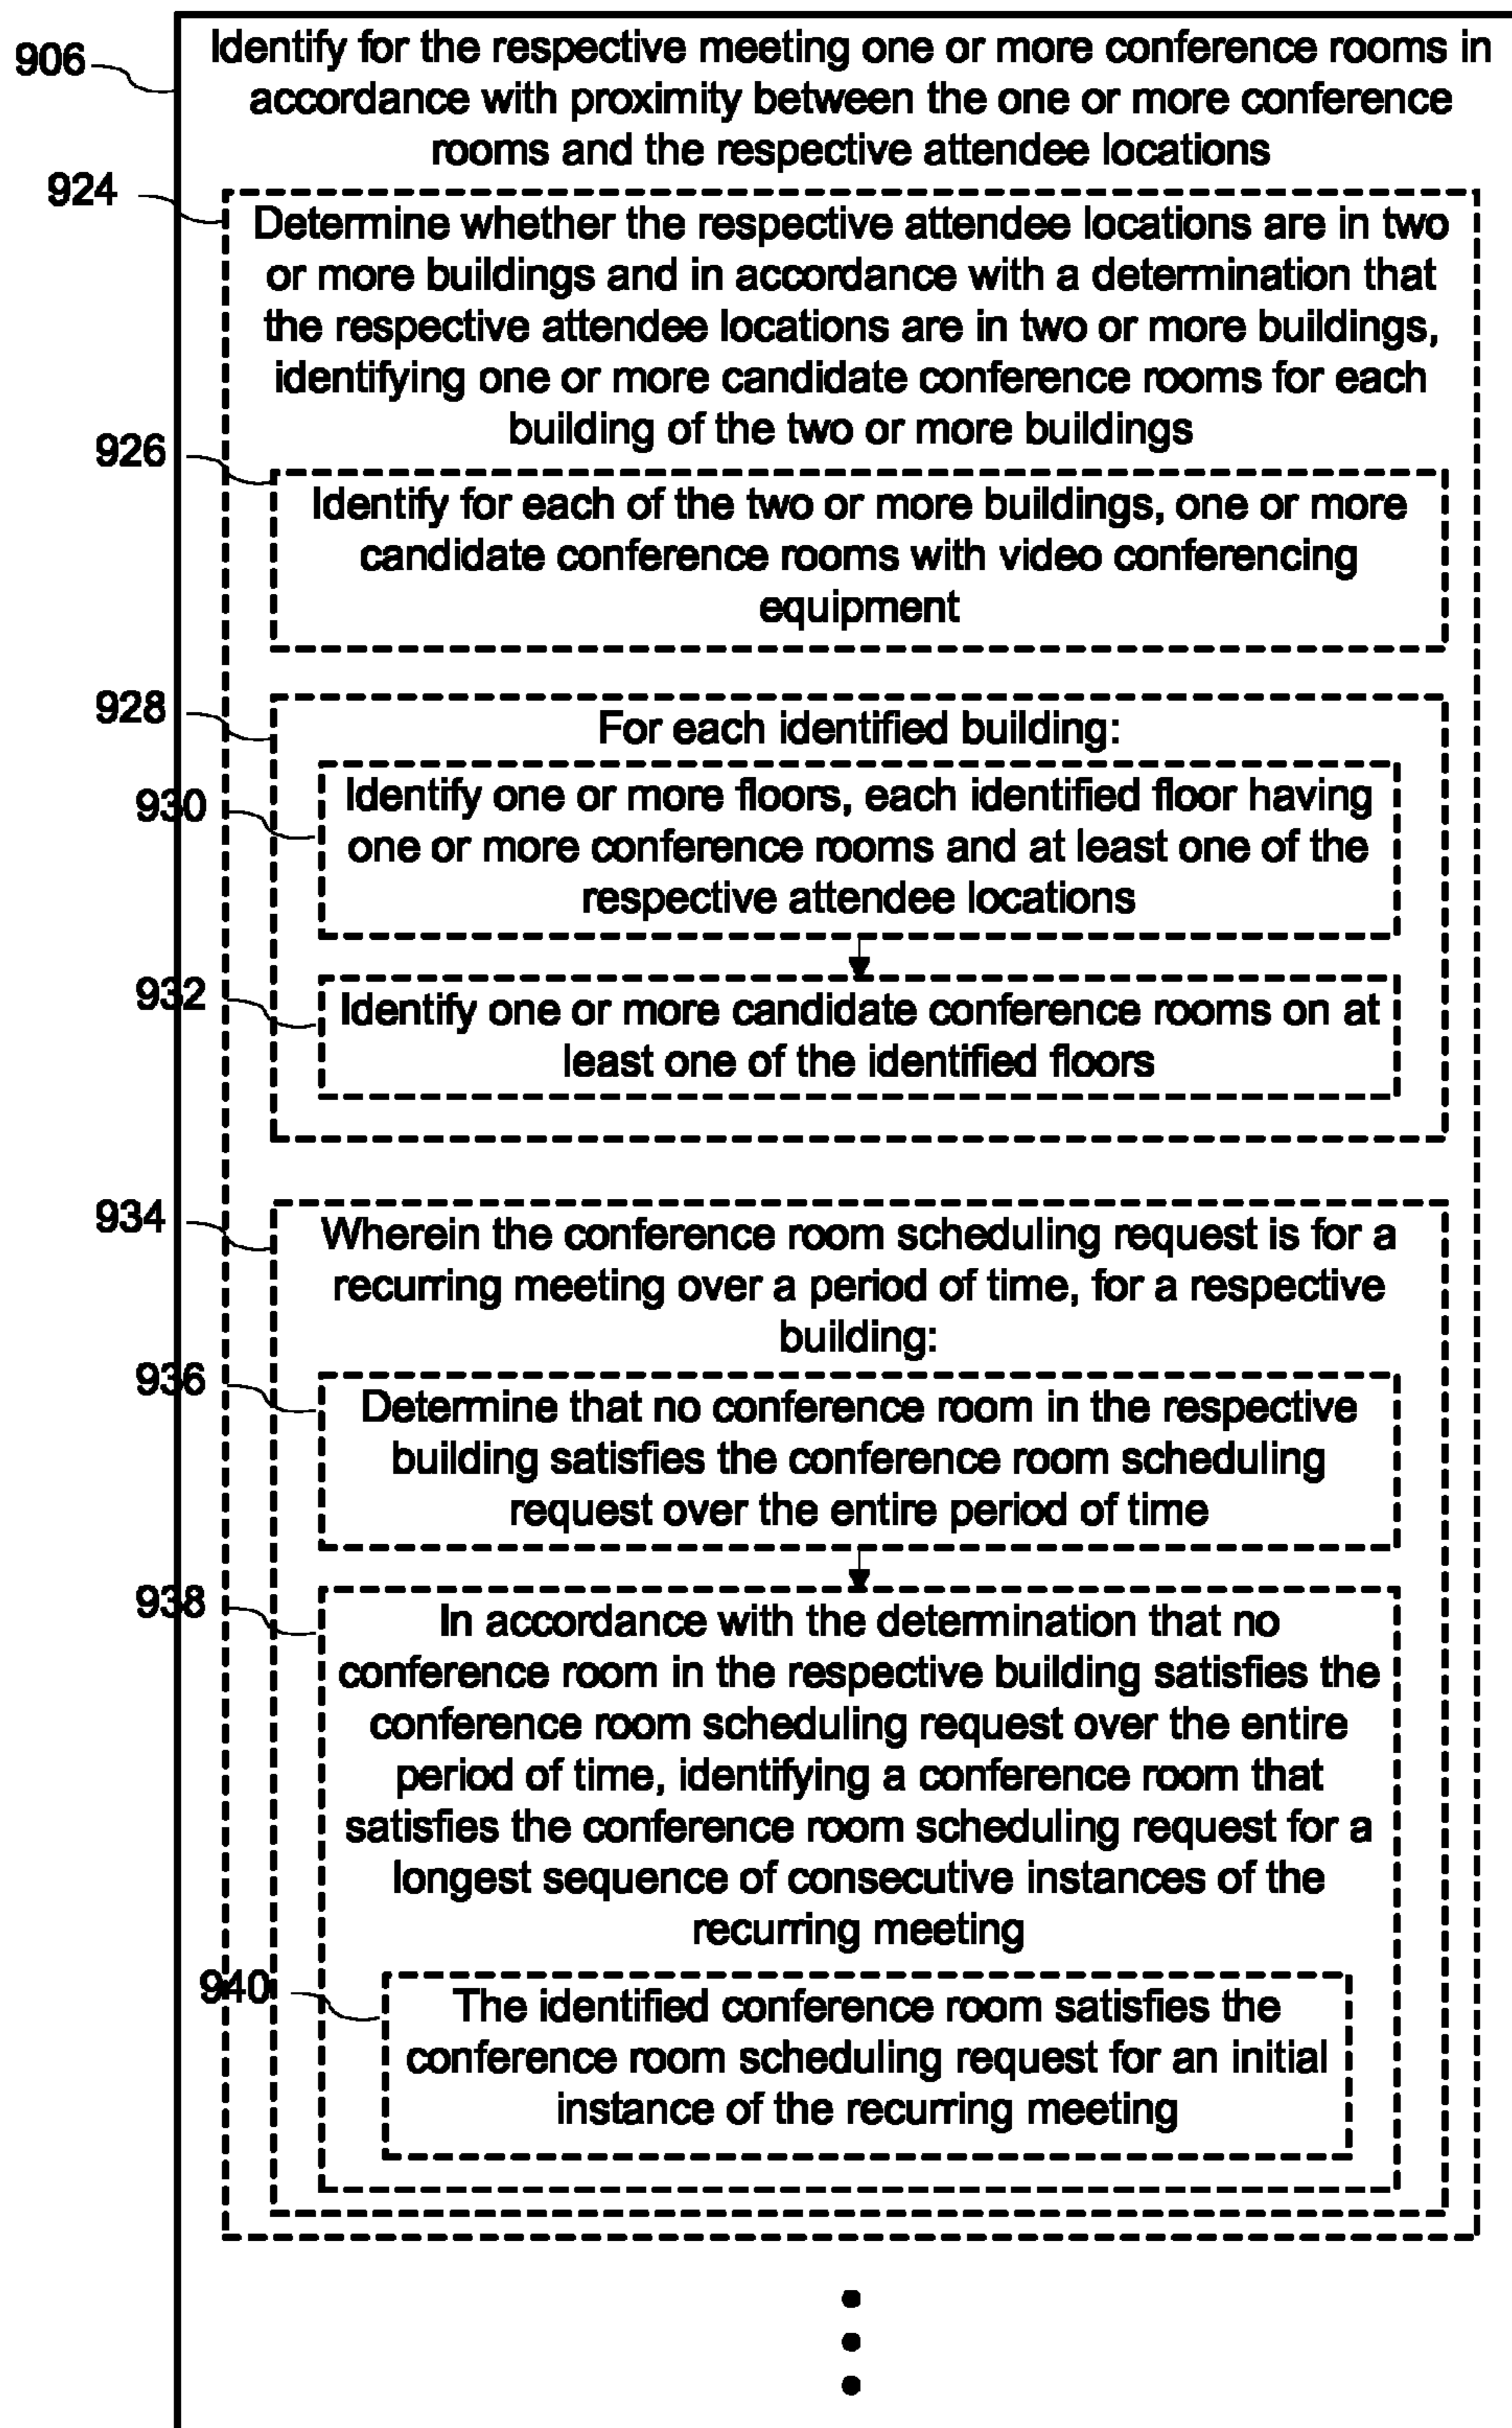 906
Identify for the respective meeting one or more conference rooms in
accordance with proximity between the one or more conference
rooms and the respective attendee locations
924
Determine whether the respective attendee locations are in two
or more buildings and in accordance with a determination that
the respective attendee locations are in two or more buildings,
identifying one or more candidate conference rooms for each
building of the two or more buildings
926
Identify for each of the two or more buildings, one or more
candidate conference rooms with video conferencing
equipment
928
For each identified building:
930
Identify one or more floors, each identified floor having
one or more conference rooms and at least one of the
respective attendee locations
932
Identify one or more candidate conference rooms on at
least one of the identified floors
934
Wherein the conference room scheduling request is for a
recurring meeting over a period of time, for a respective
building:
936
Determine that no conference room in the respective
building satisfies the conference room scheduling
request over the entire period of time
938
In accordance with the determination that no
conference room in the respective building satisfies the
conference room scheduling request over the entire
period of time, identifying a conference room that
satisfies the conference room scheduling request for a
longest sequence of consecutive instances of the
recurring meeting
940
The identified conference room satisfies the
conference room scheduling request for an initial
instance of the recurring meeting